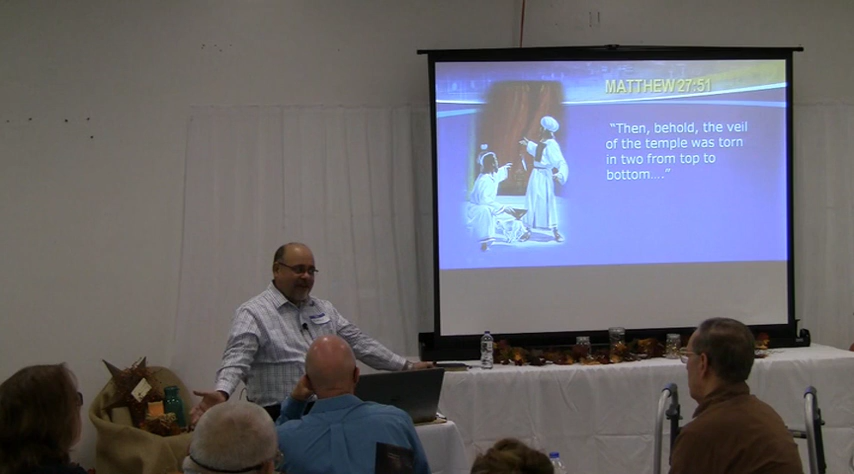 MATTHEW 27:51
“Then, behold, the veil
of the temple was torn
in two from top to
bottom….”